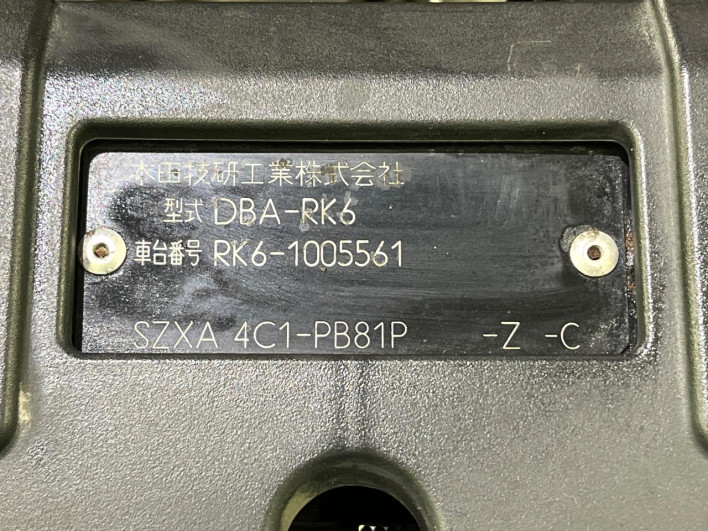 本田技研工業株式会社
型式 DBA-RK6
車台番号 RK6-1005561
SZXA 4C1-PB81P -Z -C